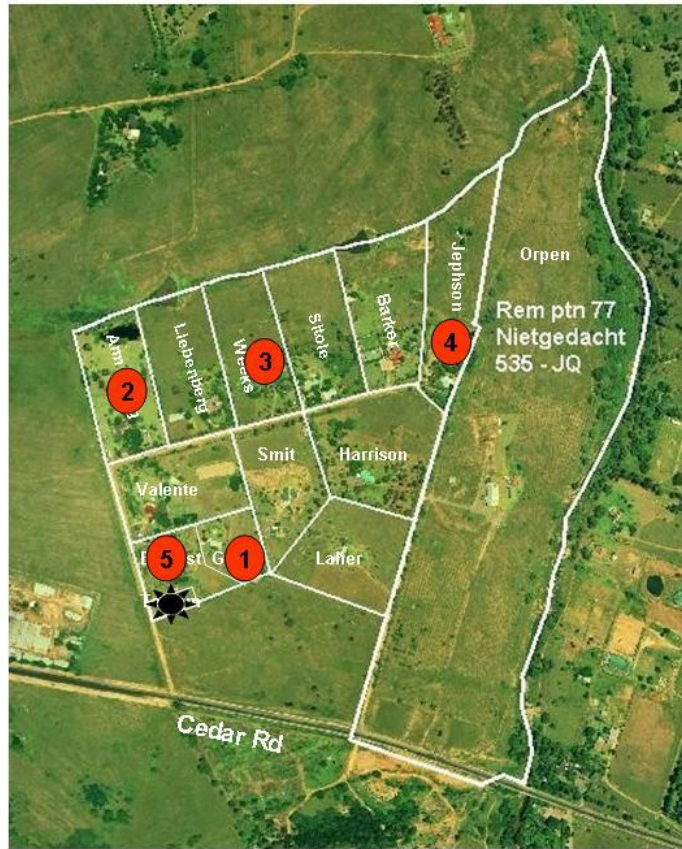 Orpen
Jephson
Rem ptn 77
Nietgedacht
535 - JQ
Barker
Sitole
Weeks
Liebenberg
4
3
2
Smit
Harrison
Valente
Laher
5
1
Cedar Rd